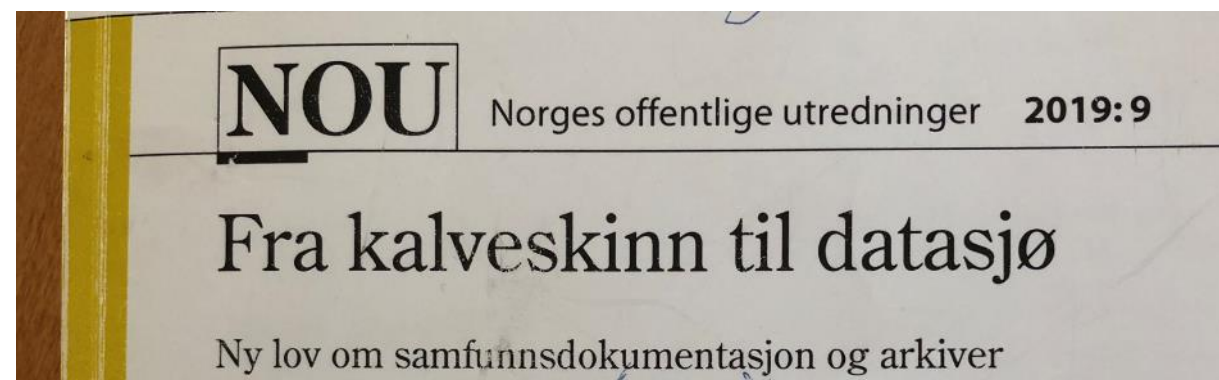 NOU Norges offentlige utredninger 2019: 9
Fra kalveskinn til datasjø
Ny lov om samfunnsdokumentasjon og arkiver